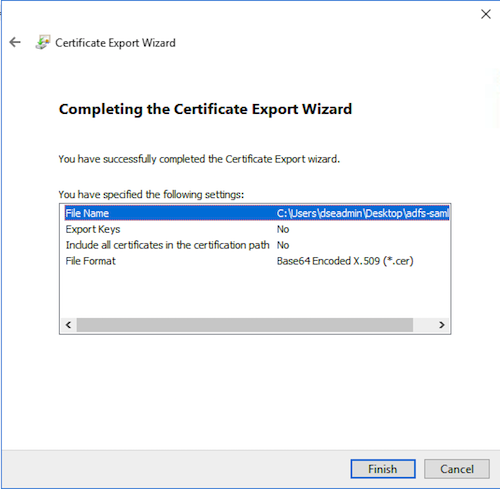 Certificate Export Wizard
Completing the Certificate Export Wizard
You have successfully completed the Certificate Export wizard.
You have specified the following settings:
File Name C:\Users\dseadmin\Desktop\adfs-saml
Export Keys No
Include all certificates in the certification path No
File Format Base64 Encoded X.509 (*.cer)
Finish Cancel